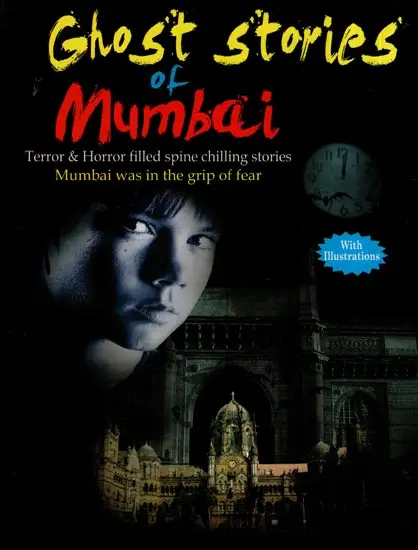 Ghost stories
of
Mumbai
Terror & Horror filled spine chilling stories
Mumbai was in the grip of fear
With
Illustrations